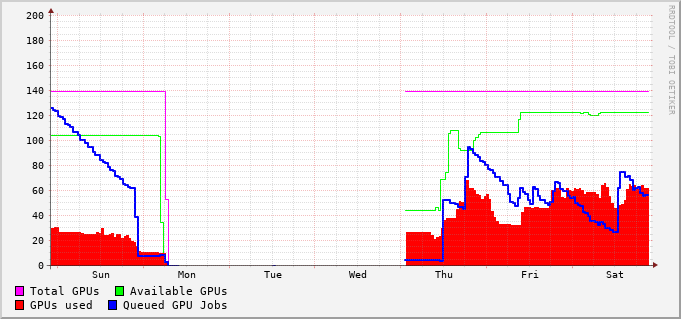 200
180
160
140
120
100
80
60
40
20
0
Sun Mon Tue Wed Thu Fri Sat
Total GPUs Available GPUs
GPUs used Queued GPU Jobs
RRDTOOL / TOBI OETIKER